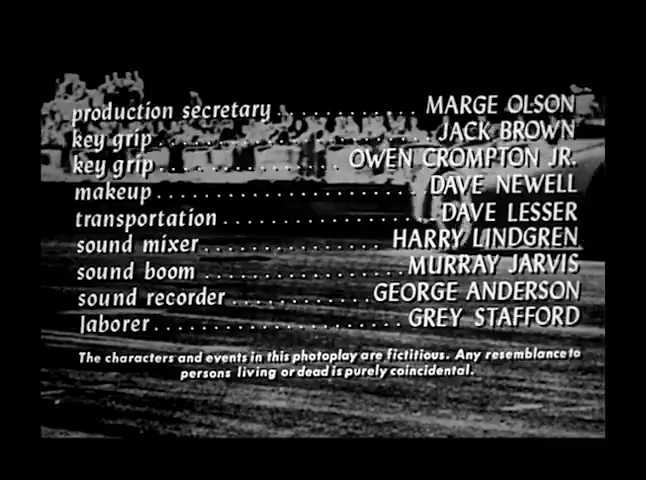 production secretary . . . . . . . . . . . . MARGE OLSON
key grip . . . . . . . . . . . . . . . . . . . . . . . . JACK BROWN
key grip . . . . . . . . . . . . . . . OWEN CROMPTON JR.
makeup . . . . . . . . . . . . . . . . . . . . . . . DAVE NEWELL
transportation . . . . . . . . . . . . . . . . . . DAVE LESSER
sound mixer . . . . . . . . . . . . . . . HARRY LINDGREN
sound boom . . . . . . . . . . . . . . . . . MURRAY JARVIS
sound recorder . . . . . . . . . . . . GEORGE ANDERSON
laborer . . . . . . . . . . . . . . . . . . . . . GREY STAFFORD
The characters and events in this photoplay are fictitious. Any resemblance to
persons living or dead is purely coincidental.